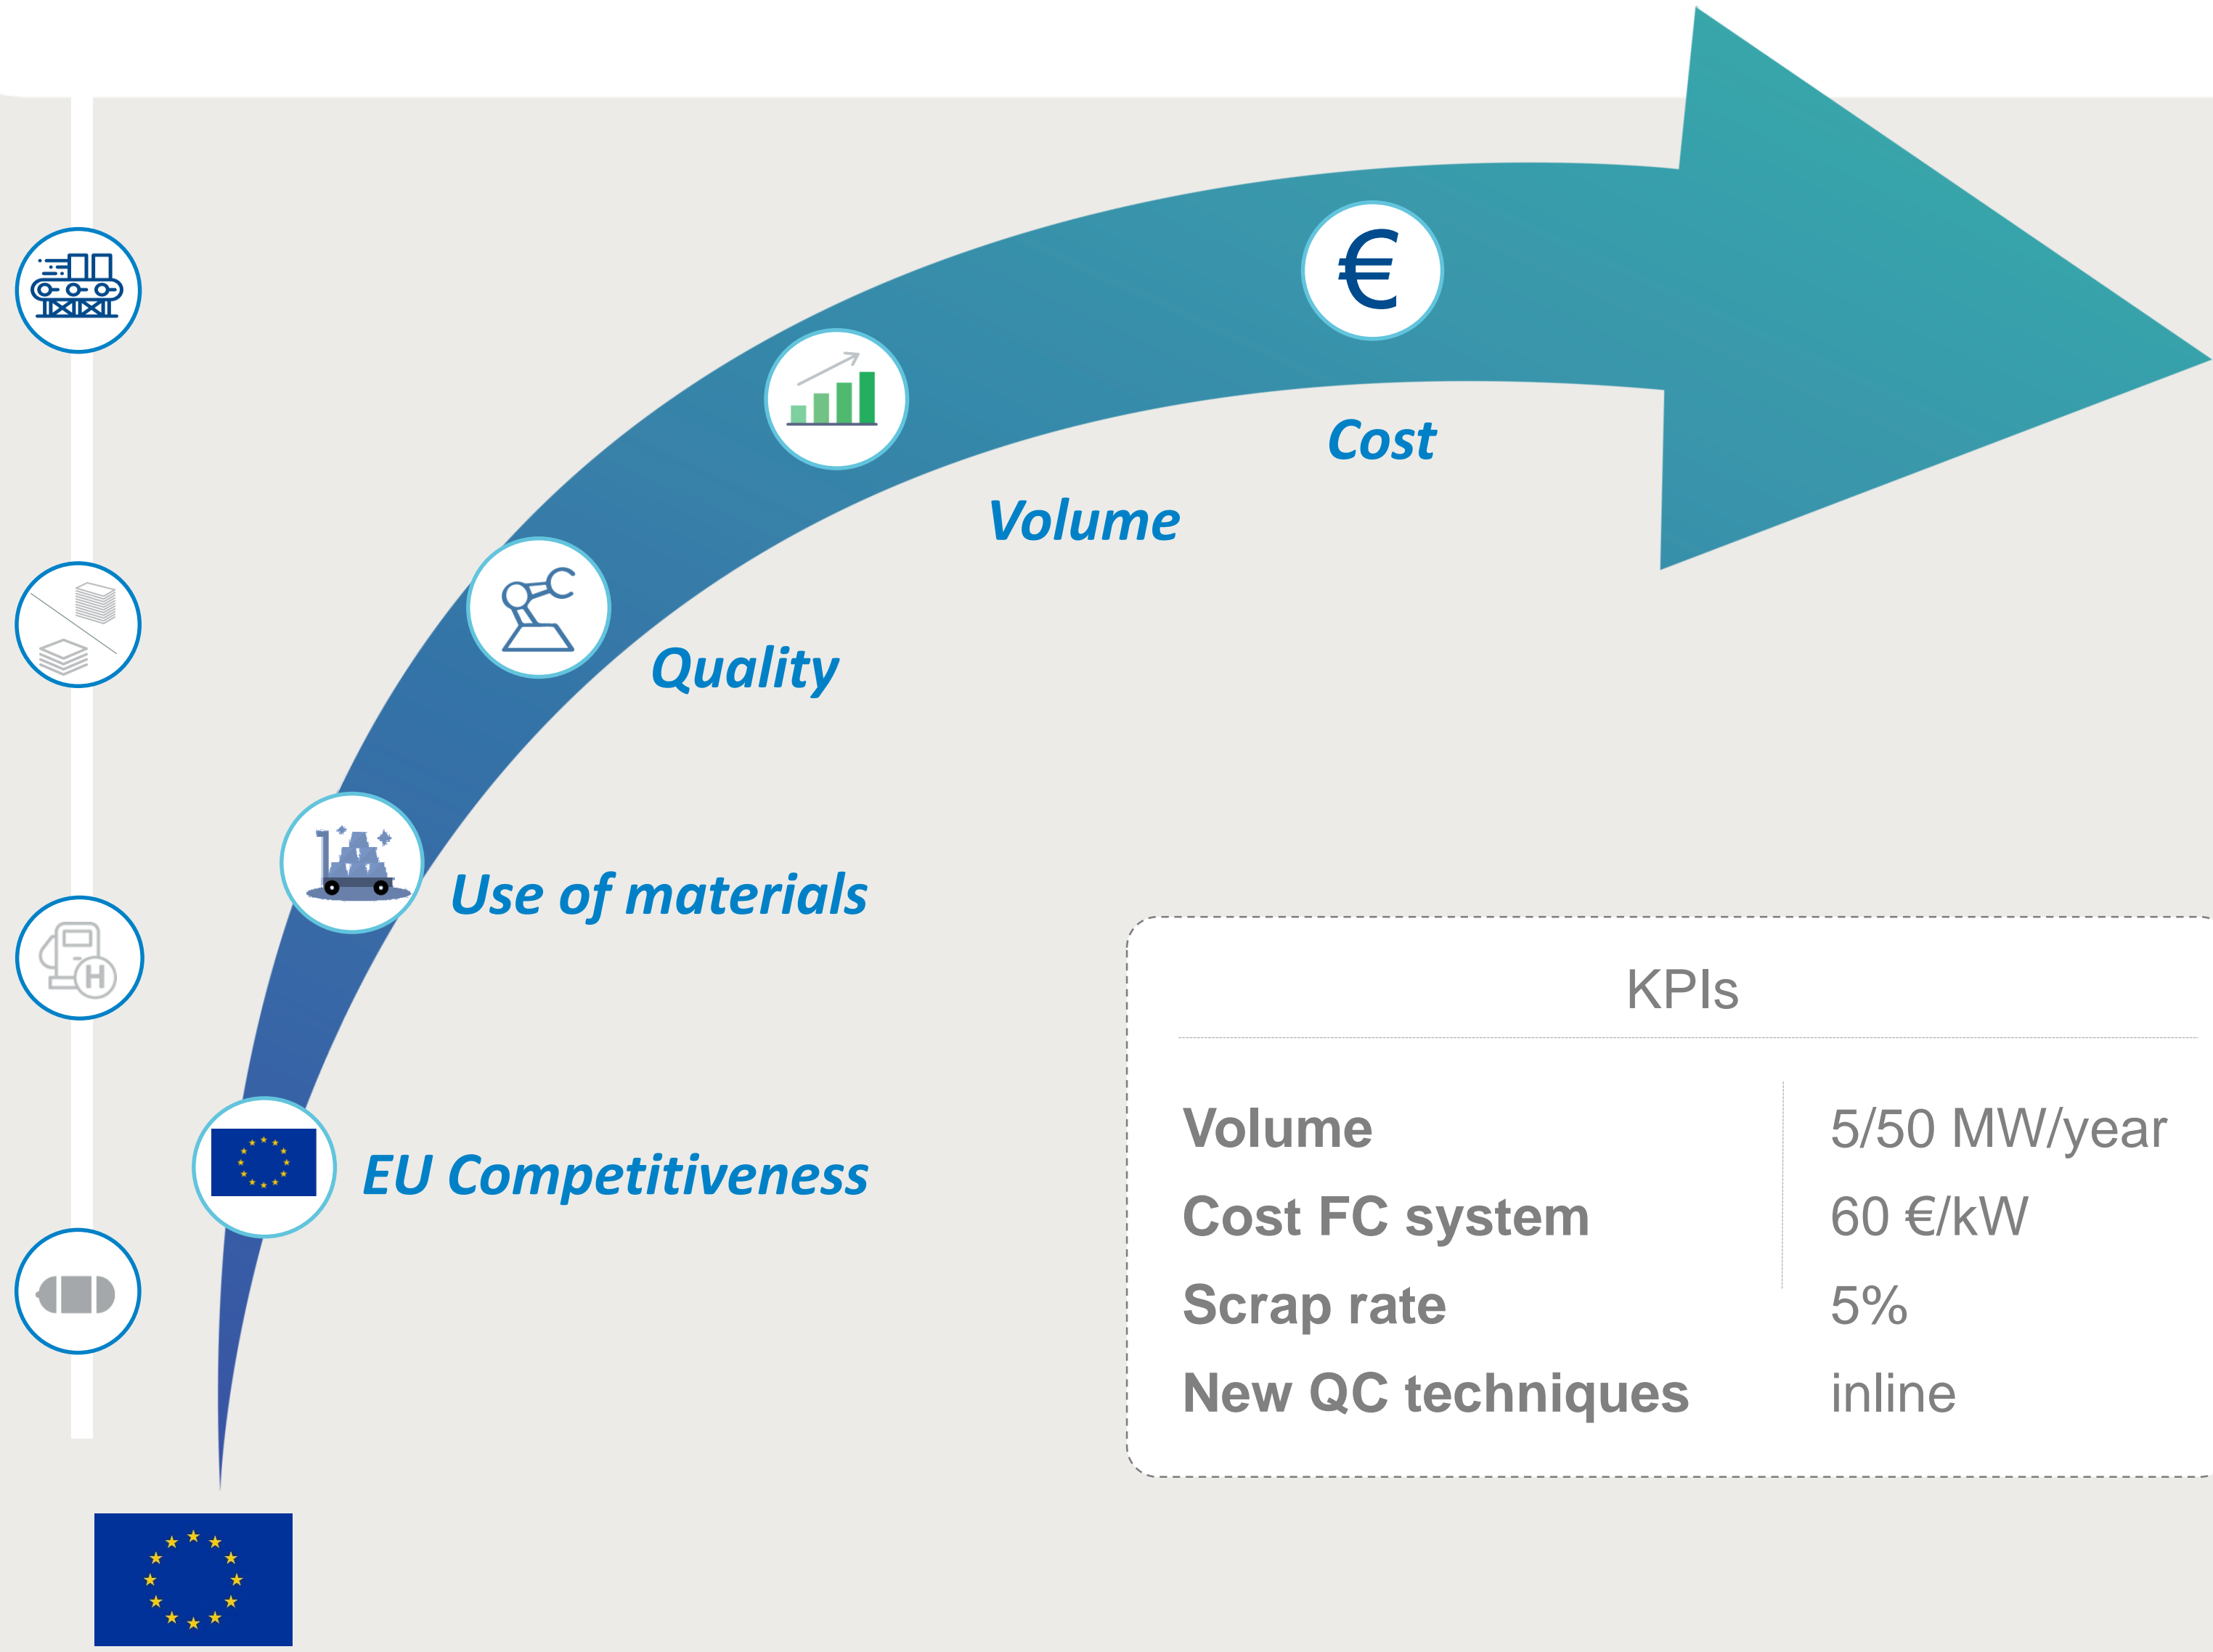 €
Cost
Volume
Quality
Use of materials
H
EU Competitiveness
KPIs
Volume 5/50 MW/year
Cost FC system 60 €/kW
Scrap rate 5%
New QC techniques inline